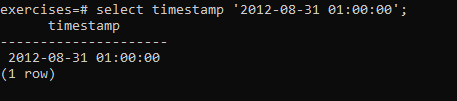 exercises=# select timestamp '2012-08-31 01:00:00';
timestamp
---------------------
2012-08-31 01:00:00
(1 row)